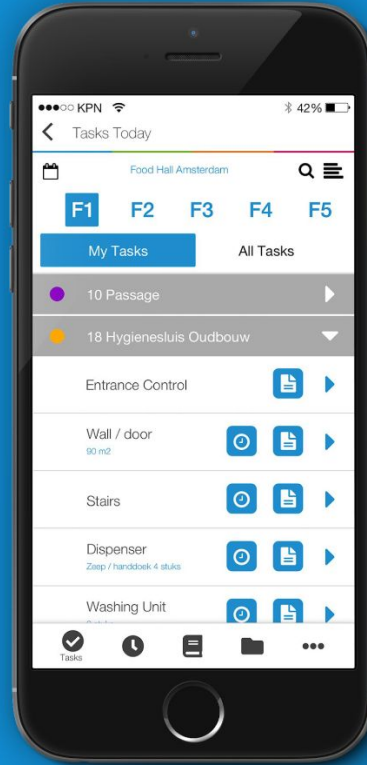 KPN 42%
Tasks Today
Food Hall Amsterdam
F1 F2 F3 F4 F5
My Tasks All Tasks
10 Passage
18 Hygienesluis Oudbouw
Entrance Control
Wall / door
90 m2
Stairs
Dispenser
Zeep / handdoek 4 stuks
Washing Unit
Tasks